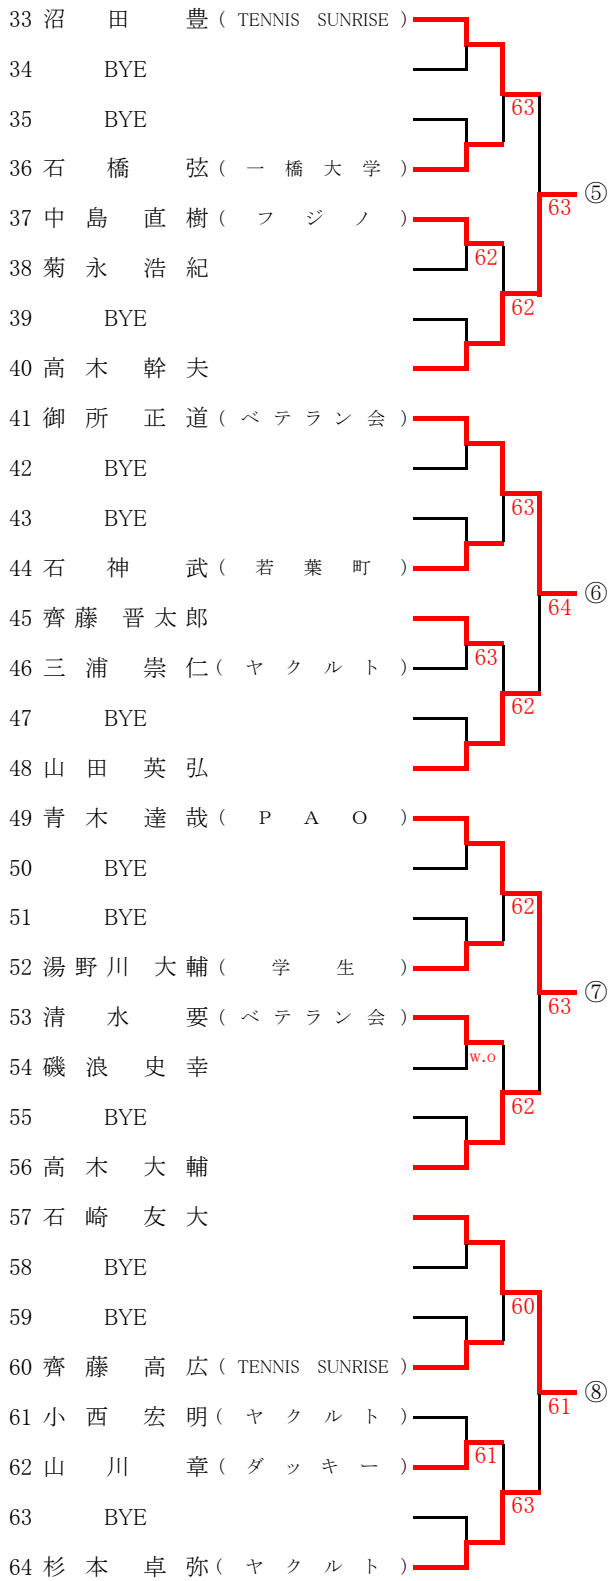 33 沼田 豊 ( TENNIS SUNRISE )
34 BYE
63
35 BYE
36 石橋 弦 ( 一橋大学 )
⑤
63
37 中島 直樹 ( フジノ )
62
38 菊永 浩紀
39 BYE
62
40 高木 幹夫
41 御所 正道 ( ベテラン会 )
42 BYE
63
43 BYE
44 石神 武 ( 若葉町 )
⑥
64
45 齊藤 晋太郎
63
46 三浦 崇仁 ( ヤクルト )
62
47 BYE
48 山田 英弘
49 青木 達哉 ( PAO )
50 BYE
62
51 BYE
52 湯野川 大輔 ( 学生 )
⑦
63
53 清水 要 ( ベテラン会 )
w.o
54 磯浪 史幸
62
55 BYE
56 高木 大輔
57 石崎 友大
58 BYE
60
59 BYE
60 齊藤 高広 ( TENNIS SUNRISE )
⑧
61
61 小西 宏明 ( ヤクルト )
61
62 山川 章 ( ダッキー )
63
63 BYE
64 杉本 卓弥 ( ヤクルト )